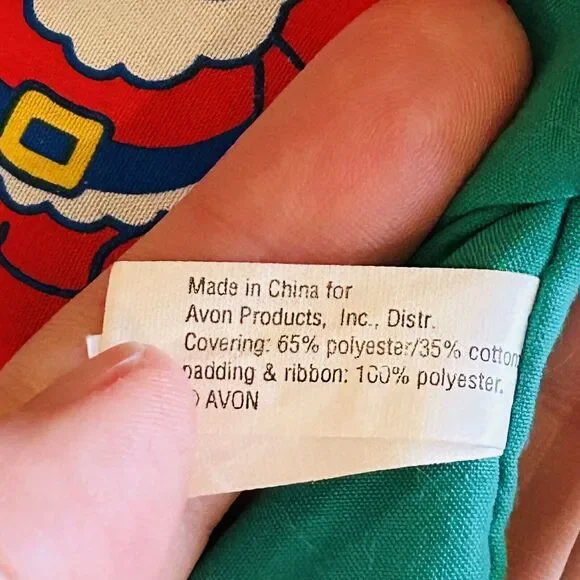 Made in China for
Avon Products, Inc., Distr.
Covering: 65% polyester/35% cotton
padding & ribbon: 100% polyester.
© AVON